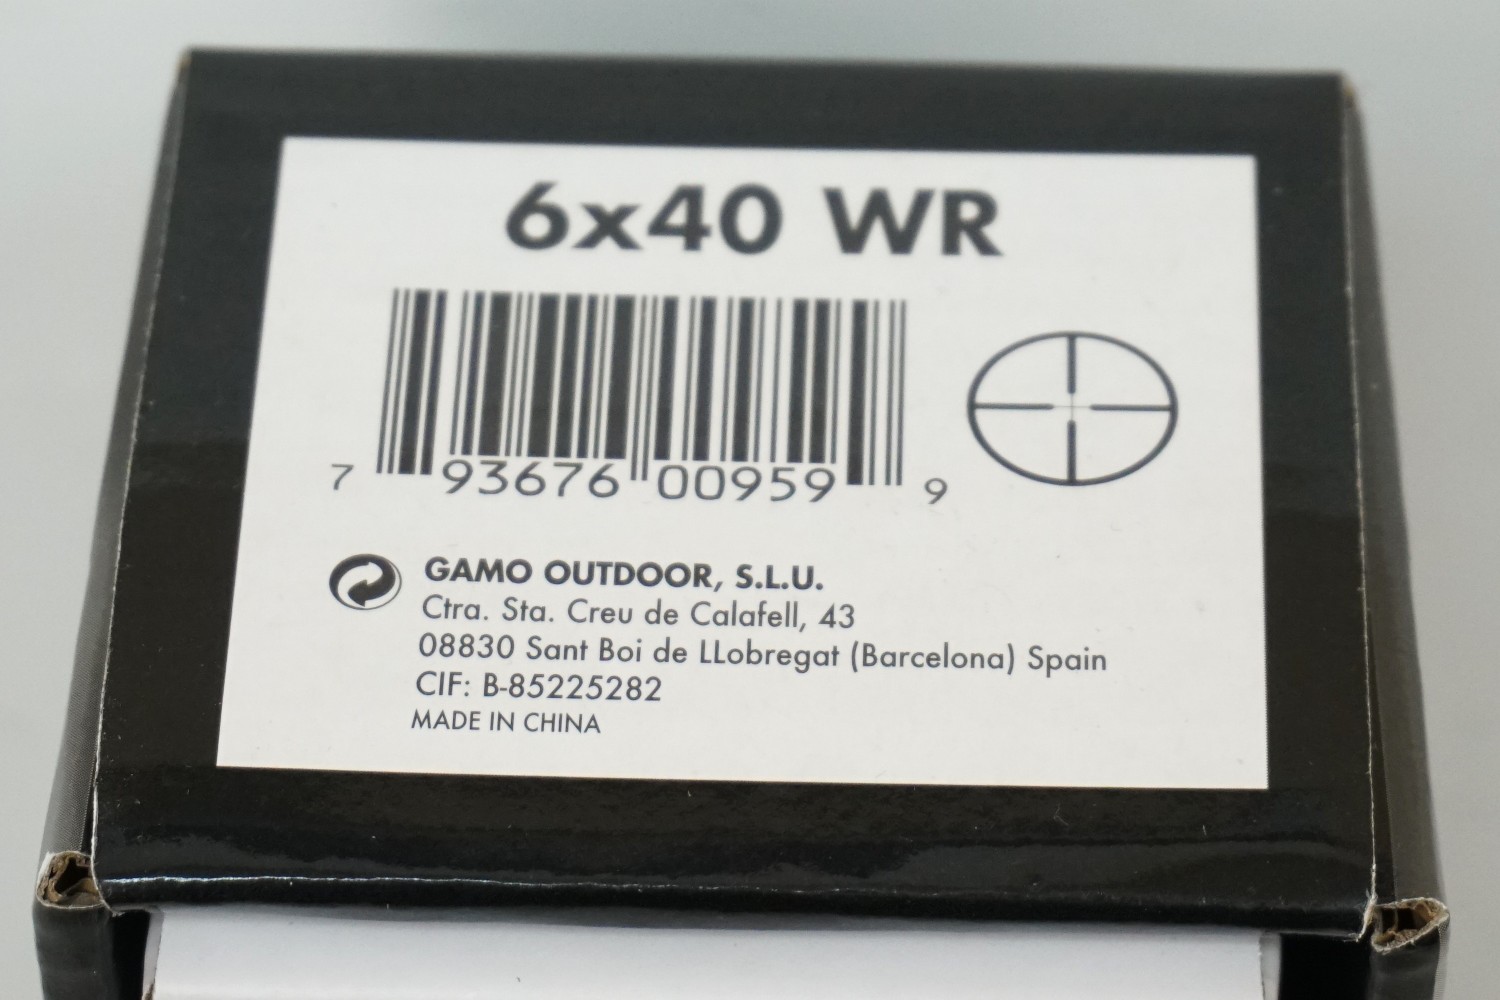 6x40 WR
7 93676 00959 9
GAMO OUTDOOR, S.L.U.
Ctra. Sta. Creu de Calafell, 43
08830 Sant Boi de LLobregat (Barcelona) Spain
CIF: B-85225282
MADE IN CHINA